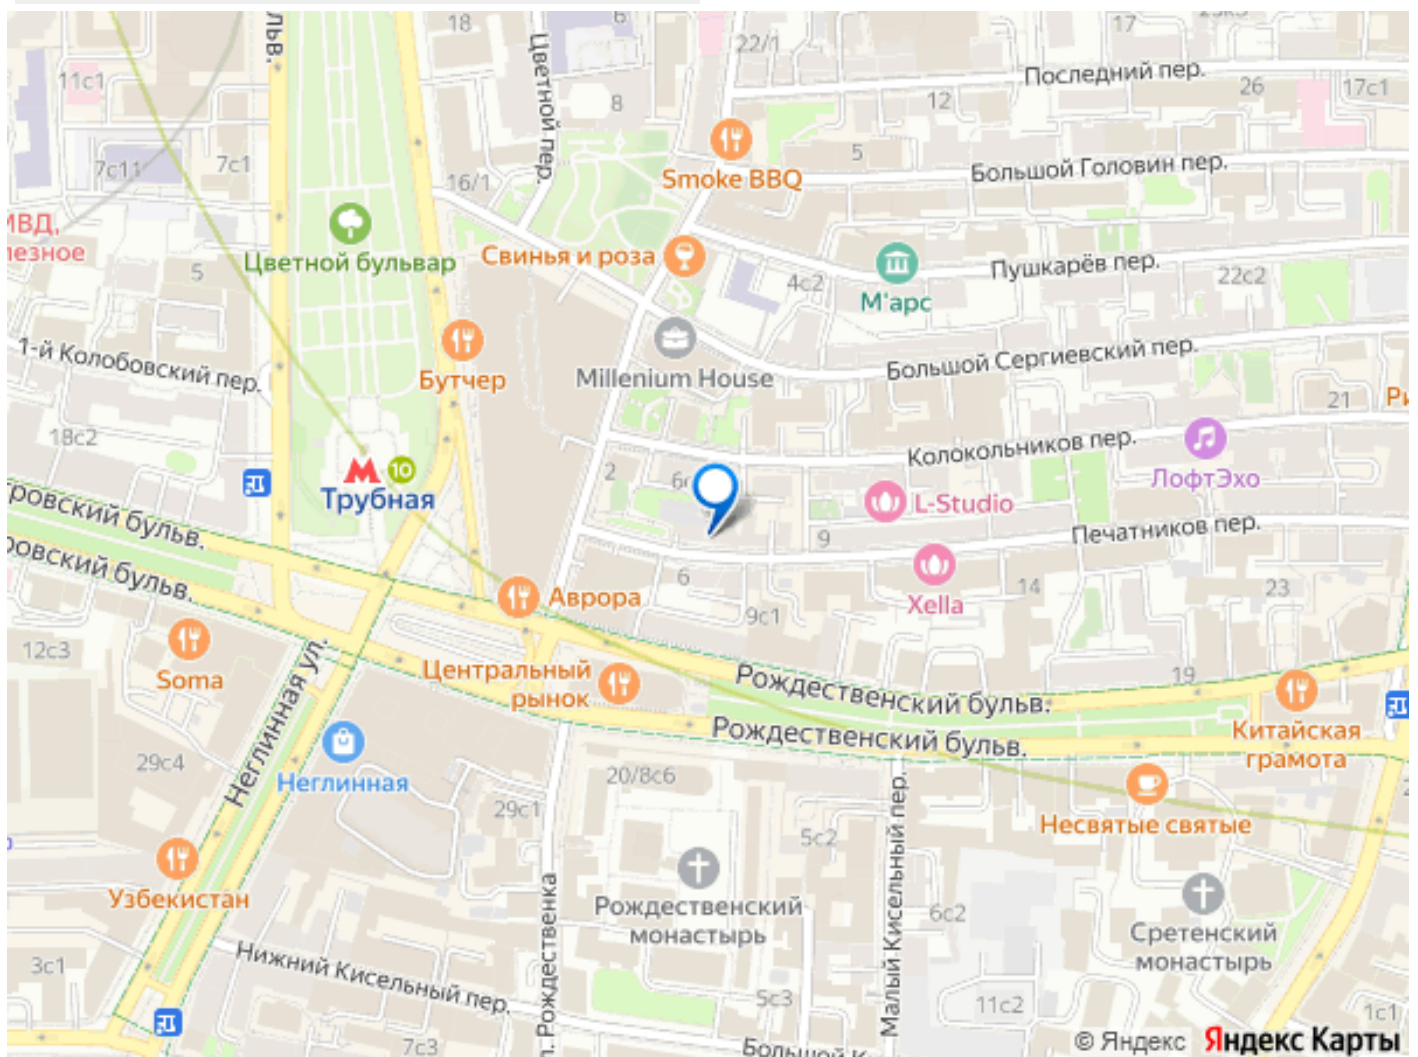 18
6
17
22/1
Последний пер.
26
17с1
11с1
8
12
Цветной пер.
7с11
7с1
16/1
5
Smoke BBQ
Большой Головин пер.
Цветной бульвар
Свинья и роза
4с2
М'арс
Пушкарёв пер.
22с2
МВД,
5
1-й Колобовский пер.
Бутчер
Millenium House
Большой Сергиевский пер.
21
18с2
Колокольников пер.
ЛофтЭхо
10
Трубная
2
L-Studio
9
Печатников пер.
6
Xella
14
23
Аврора
9с1
12с3
Soma
Неглинная ул.
Центральный
рынок
Рождественский бульв.
19
Рождественский бульв.
Китайская
грамота
29с4
Неглинная
20/8с6
29с1
5с2
Малый Кисельный пер.
Несвятые святые
Узбекистан
Рождественский
монастырь
6с2
Сретенский
монастырь
3с1
Нижний Кисельный пер.
Рождественка
5с3
11с2
1с1
7с3
Большой
© Яндекс Яндекс Карты